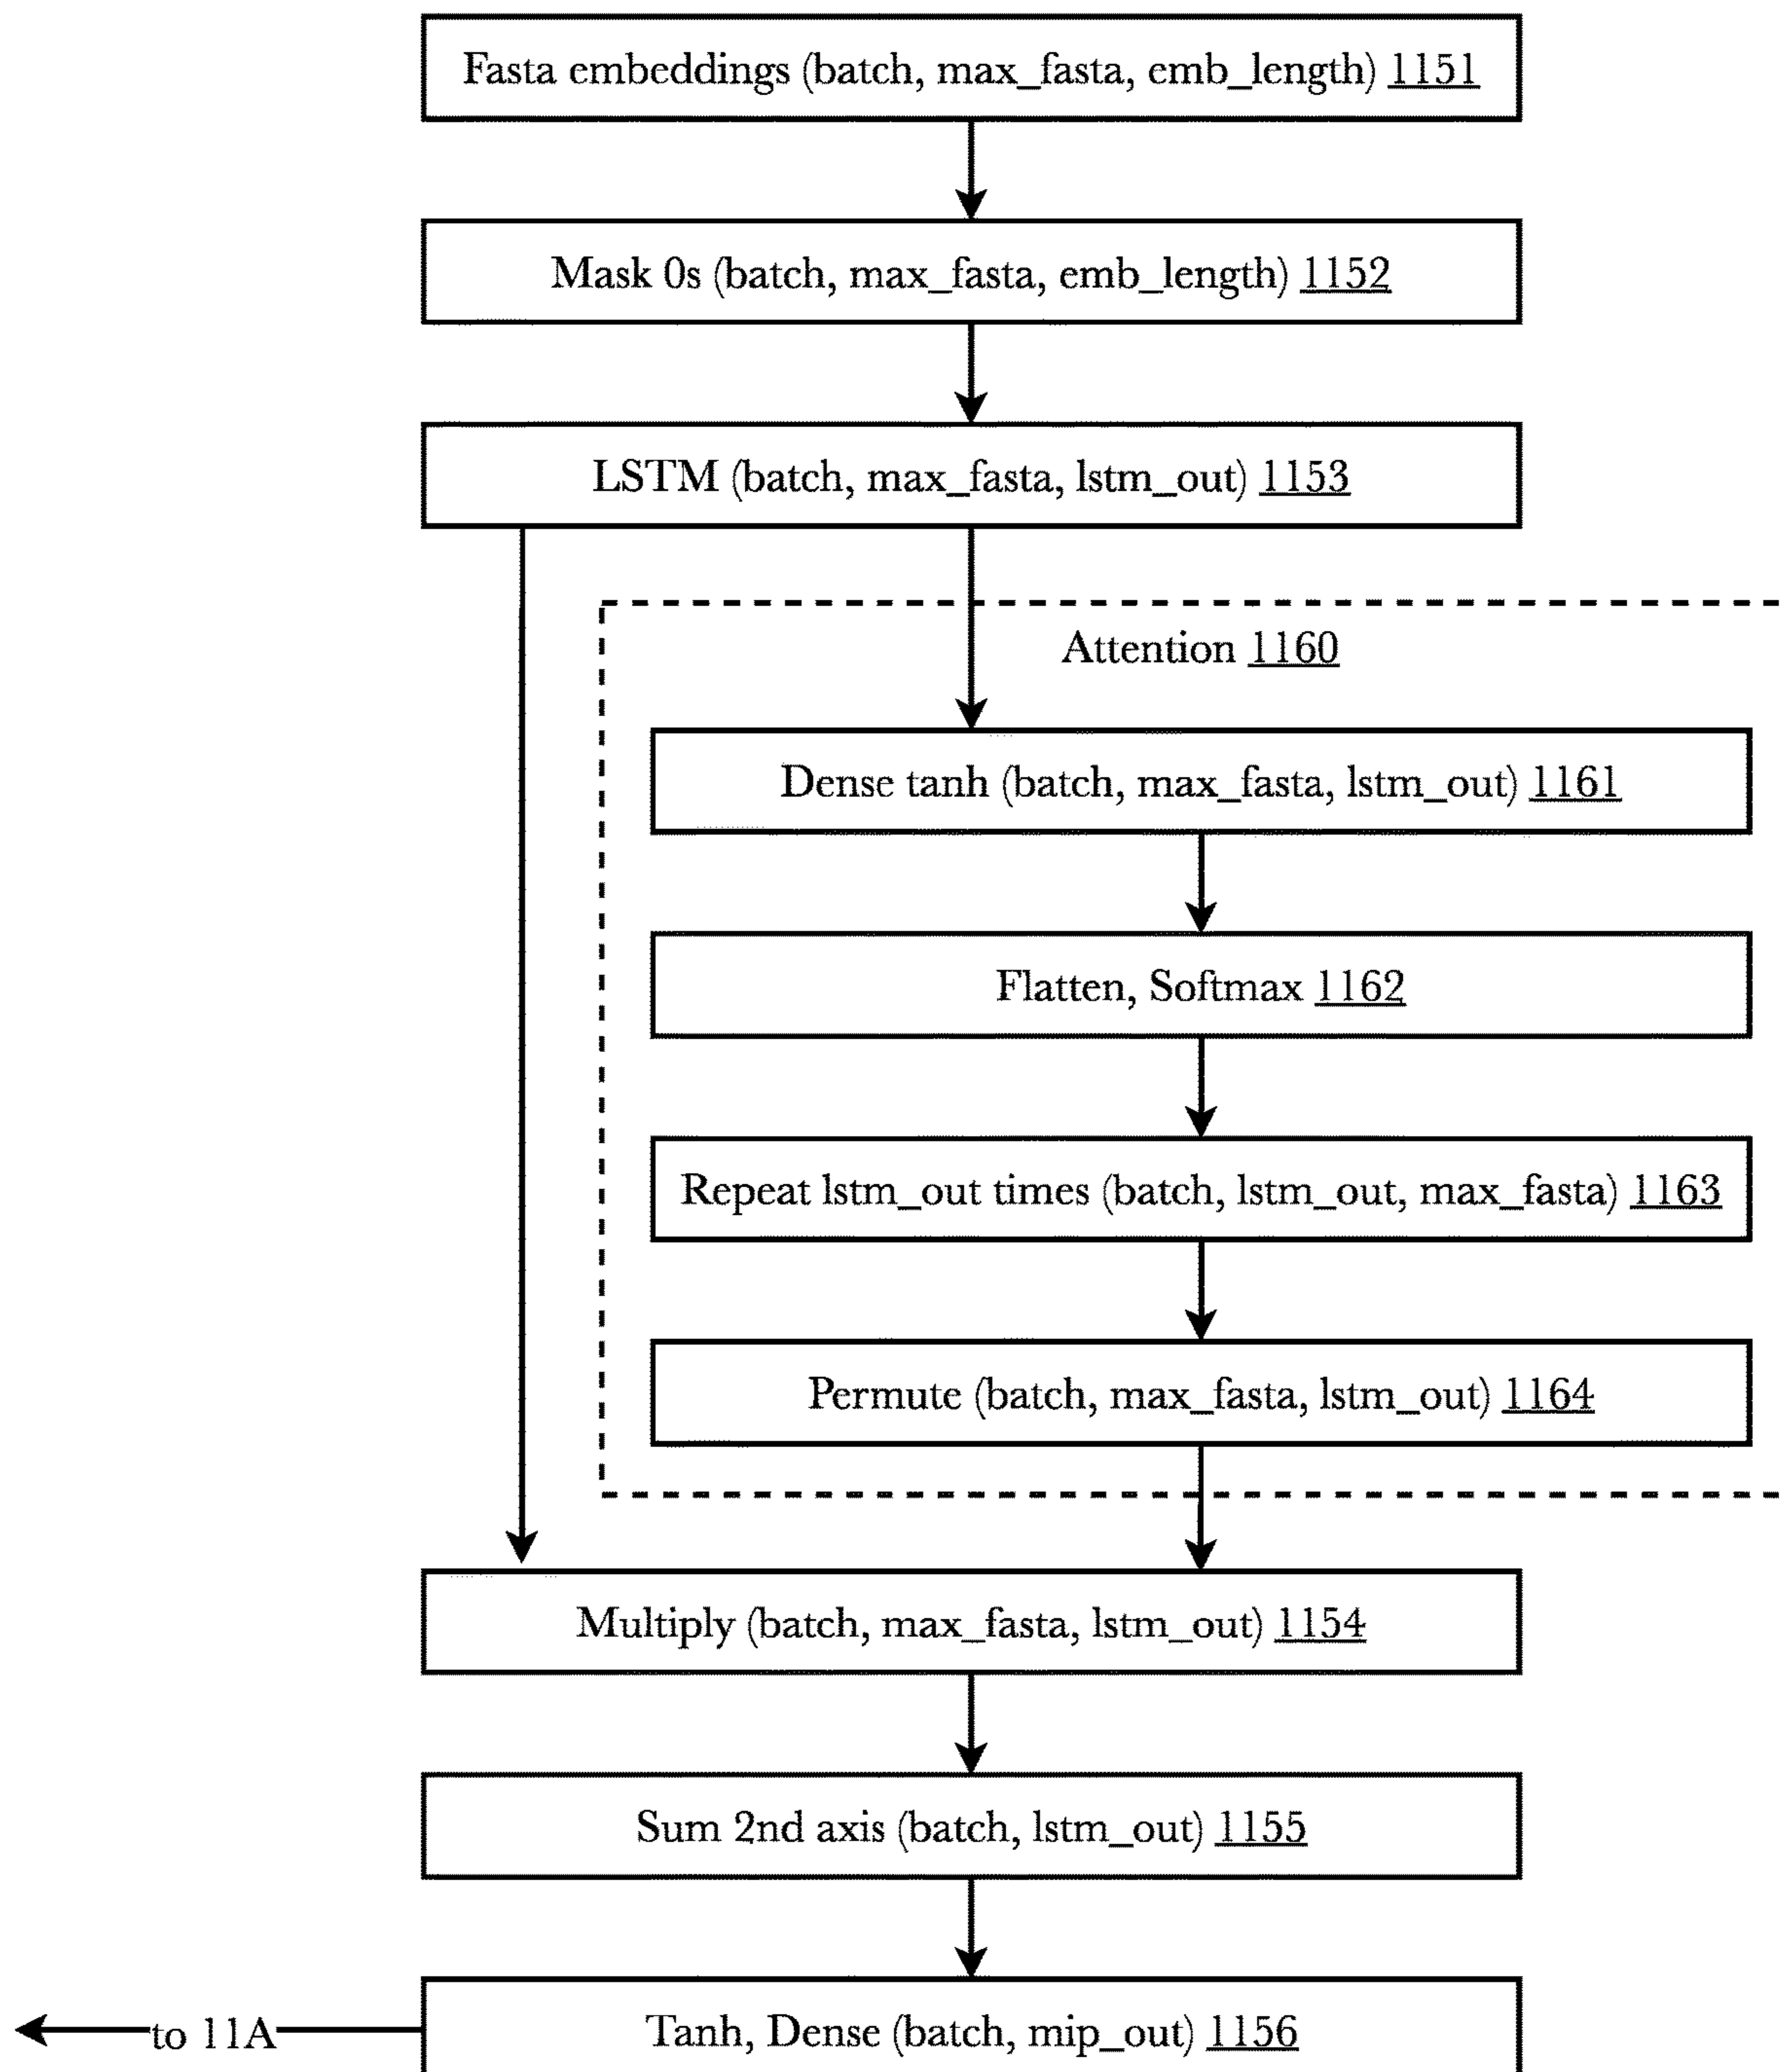 Fasta embeddings (batch, max_fasta, emb_length) 1151
Mask 0s (batch, max_fasta, emb_length) 1152
LSTM (batch, max_fasta, lstm_out) 1153
Attention 1160
Dense tanh (batch, max_fasta, lstm_out) 1161
Flatten, Softmax 1162
Repeat lstm_out times (batch, lstm_out, max_fasta) 1163
Permute (batch, max_fasta, lstm_out) 1164
Multiply (batch, max_fasta, lstm_out) 1154
Sum 2nd axis (batch, lstm_out) 1155
to 11A
Tanh, Dense (batch, mip_out) 1156